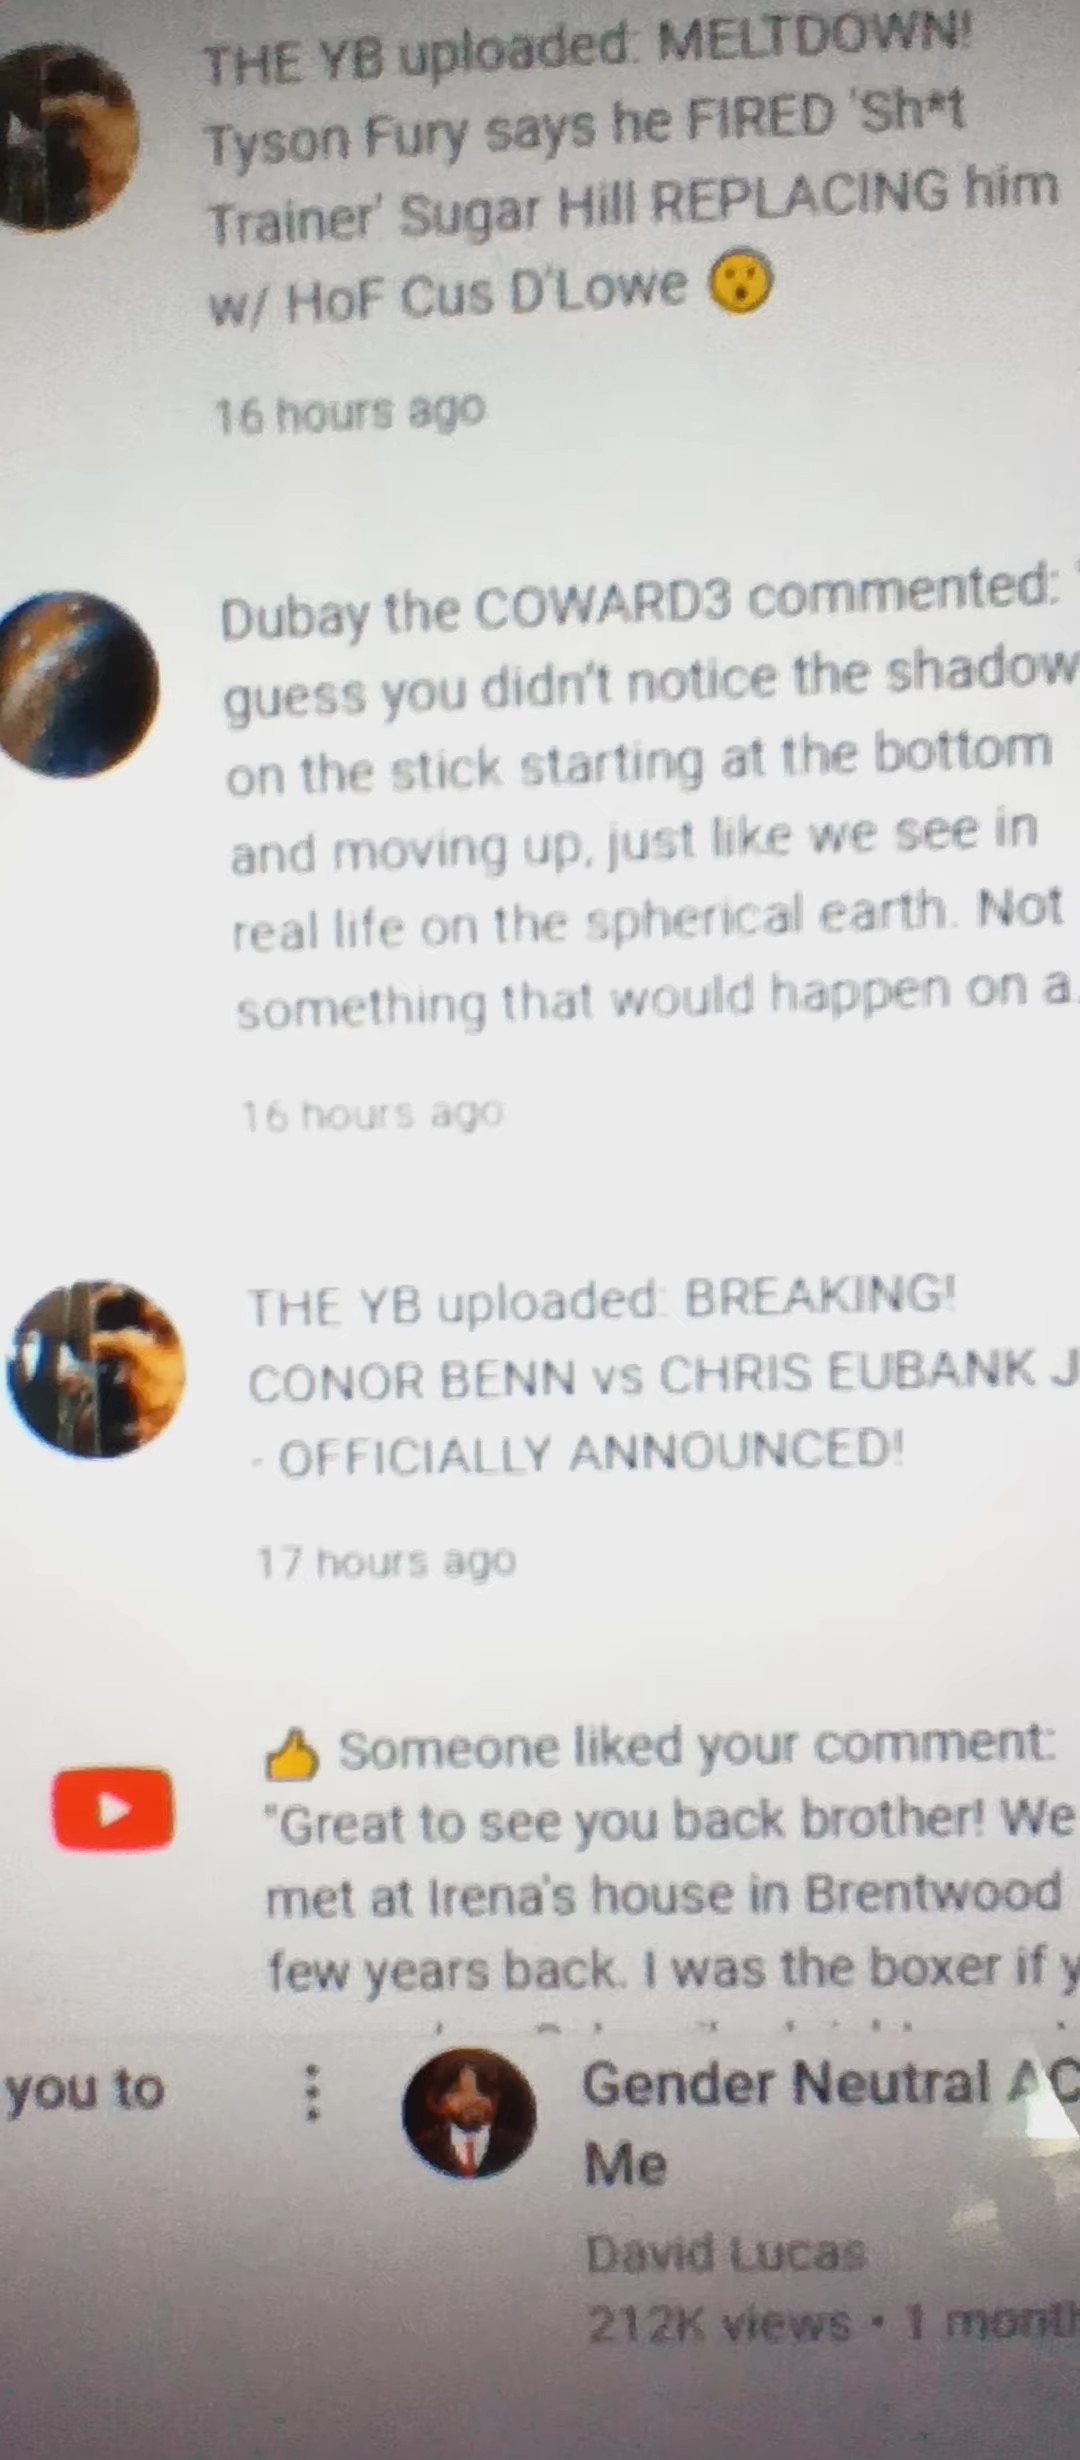 THE YB uploaded: MELTDOWN!
Tyson Fury says he FIRED 'Sh*t
Trainer' Sugar Hill REPLACING him
w/ HoF Cus D'Lowe 😯
16 hours ago
Dubay the COWARD3 commented:
guess you didn't notice the shadow
on the stick starting at the bottom
and moving up, just like we see in
real life on the spherical earth. Not
something that would happen on a
16 hours ago
THE YB uploaded: BREAKING!
CONOR BENN vs CHRIS EUBANK J
- OFFICIALLY ANNOUNCED!
17 hours ago
👍 Someone liked your comment:
"Great to see you back brother! We
met at Irena's house in Brentwood
few years back. I was the boxer if y
you to
Gender Neutral AC
Me
David Lucas
212K views • 1 month